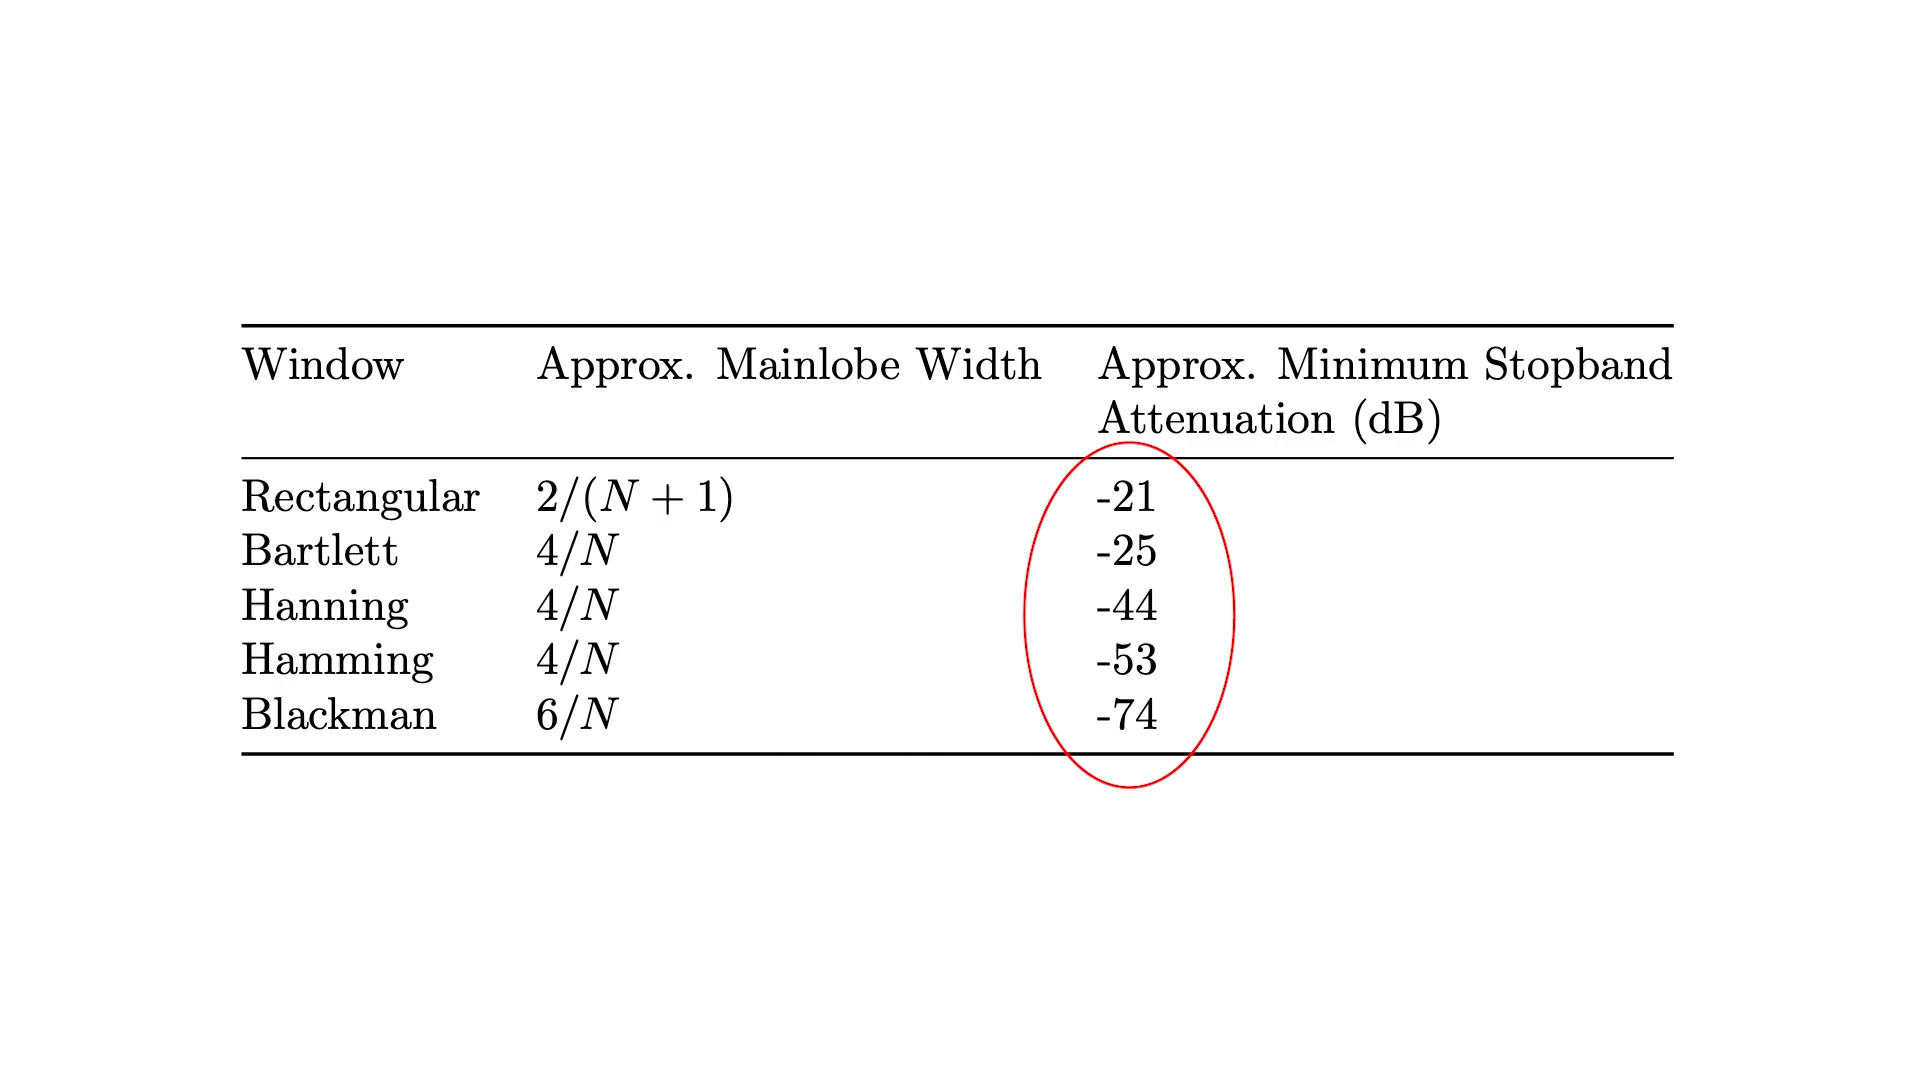 Window Approx. Mainlobe Width Approx. Minimum Stopband
Attenuation (dB)
Rectangular 2/(N + 1) -21
Bartlett 4/N -25
Hanning 4/N -44
Hamming 4/N -53
Blackman 6/N -74